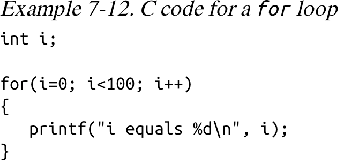 Example 7-12. C code for a for loop
int i;

for(i=0; i<100; i++)
{
   printf("i equals %d\n", i);
}